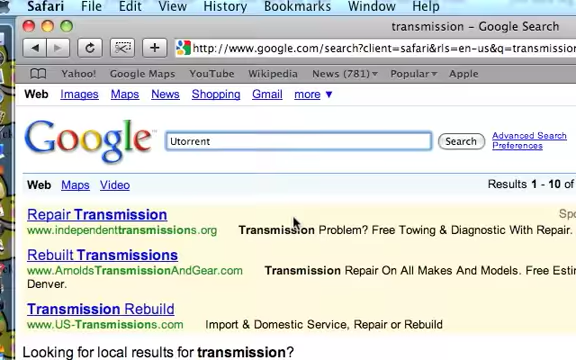 Safari File Edit View History Bookmarks Window Help
transmission – Google Search
http://www.google.com/search?client=safari&rls=en-us&q=transmission
Yahoo! Google Maps YouTube Wikipedia News (781) Popular Apple
Web Images Maps News Shopping Gmail more ▼
Google Utorrent Search Advanced Search
Preferences
Web Maps Video Results 1 - 10 of
Repair Transmission
www.independenttransmissions.org Transmission Problem? Free Towing & Diagnostic With Repair.
Rebuilt Transmissions
www.ArnoldsTransmissionAndGear.com Transmission Repair On All Makes And Models. Free Esti
Denver.
Transmission Rebuild
www.US-Transmissions.com Import & Domestic Service, Repair or Rebuild
Looking for local results for transmission?